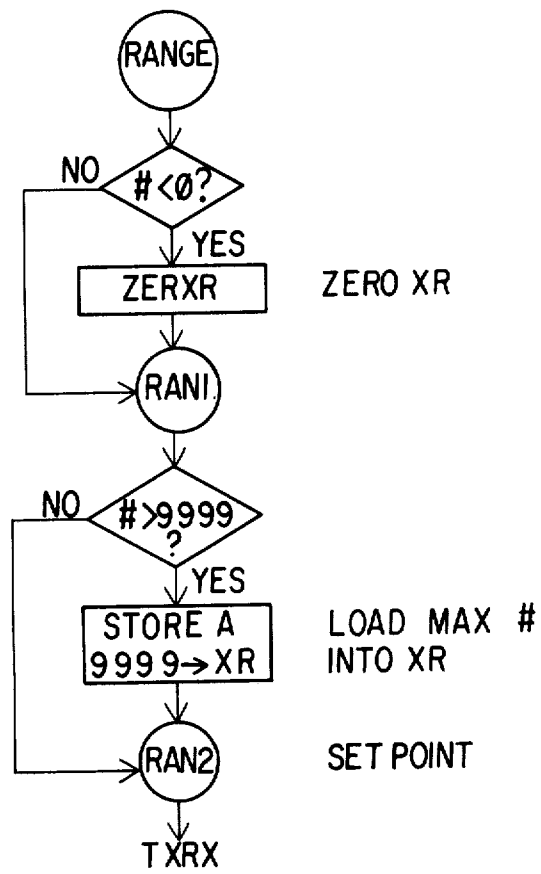 RANGE
NO
#<Ø?
YES
ZERXR
ZERO XR
RAN1
NO
#>9999
?
YES
STORE A
9999→XR
LOAD MAX #
INTO XR
RAN2
SET POINT
TXRX